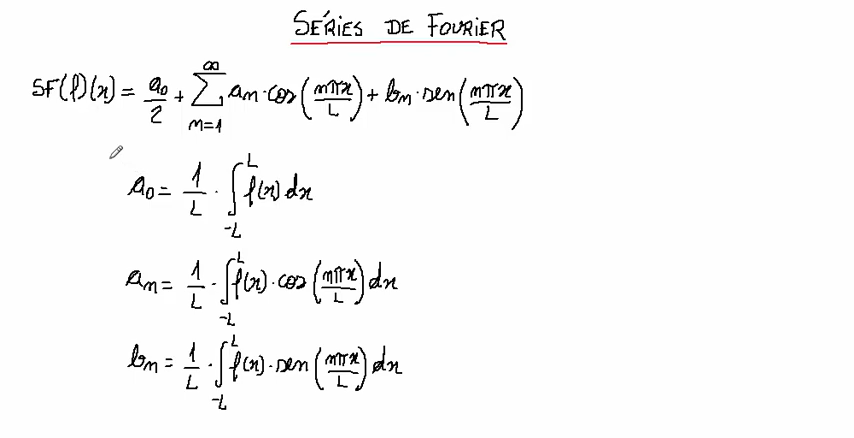 SÉRIES DE FOURIER
SF(f)(x) = a₀/2 + ∑_{n=1}^{∞} aₙ · cos(nπx/L) + bₙ · sen(nπx/L)
a₀ = 1/L · ∫_{-L}^{L} f(x) dx
aₙ = 1/L · ∫_{-L}^{L} f(x) · cos(nπx/L) dx
bₙ = 1/L · ∫_{-L}^{L} f(x) · sen(nπx/L) dx